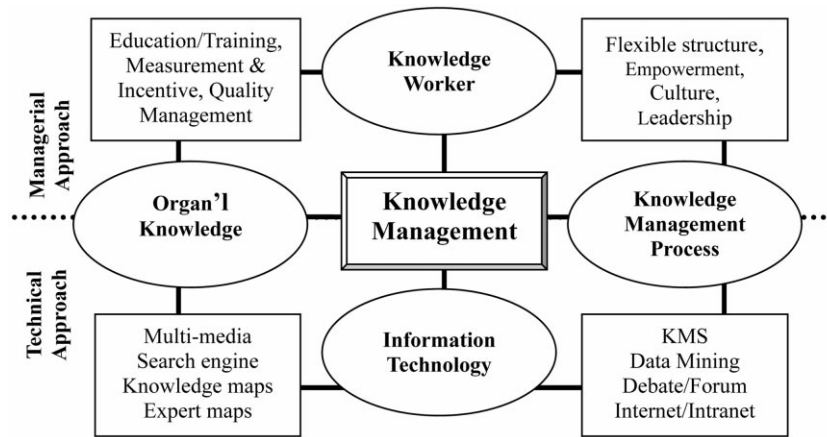 Education/Training,
Measurement &
Incentive, Quality
Management
Knowledge
Worker
Flexible structure,
Empowerment,
Culture,
Leadership
Managerial
Approach
Organ'l
Knowledge
Knowledge
Management
Knowledge
Management
Process
Technical
Approach
Multi-media
Search engine
Knowledge maps
Expert maps
Information
Technology
KMS
Data Mining
Debate/Forum
Internet/Intranet